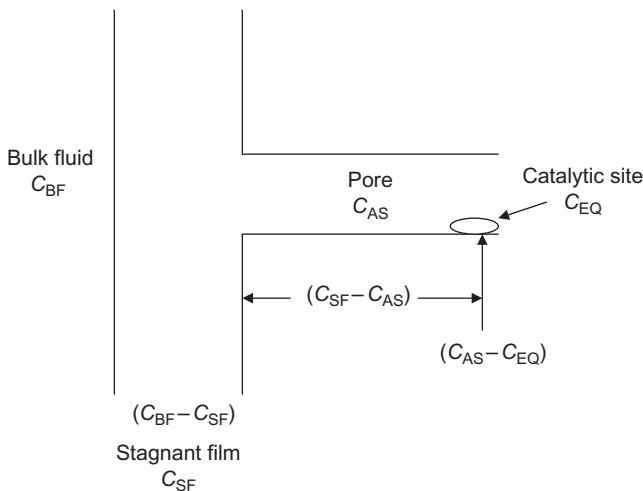 Bulk fluid
C_BF
Pore
C_AS
Catalytic site
C_EQ
(C_SF – C_AS)
(C_AS – C_EQ)
(C_BF – C_SF)
Stagnant film
C_SF